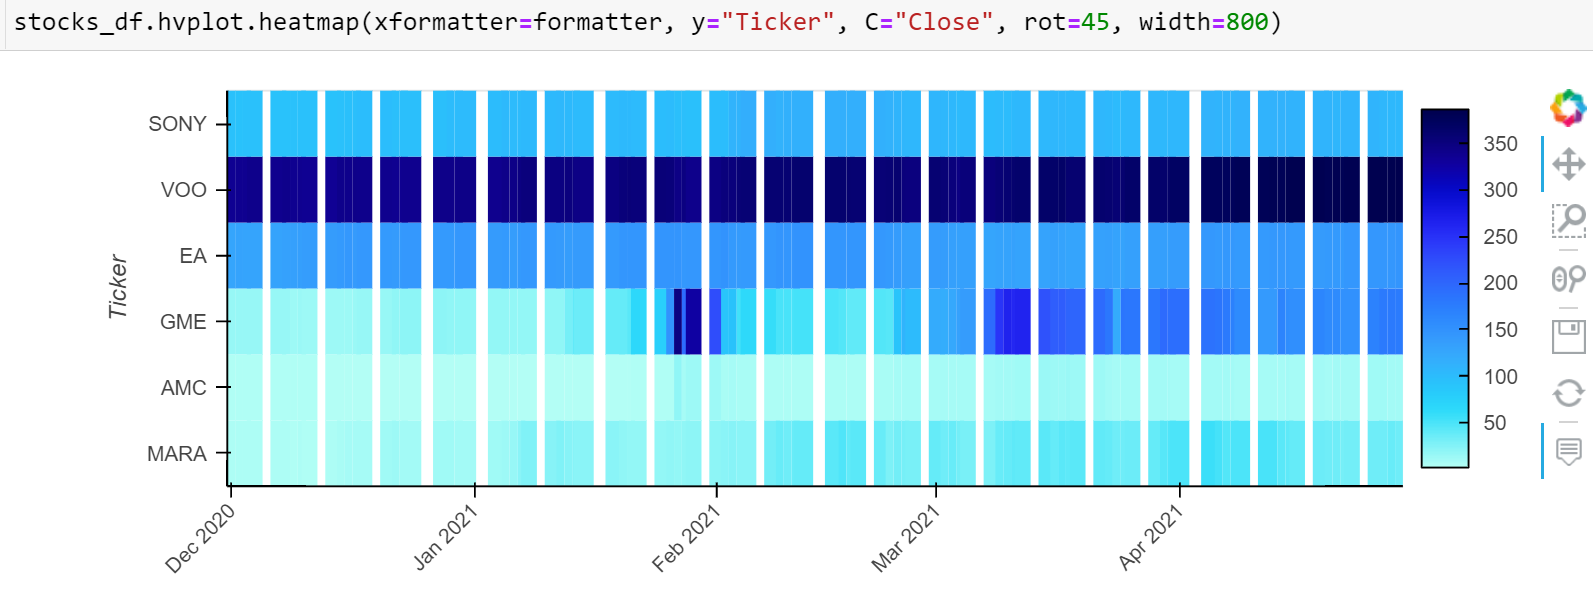 stocks_df.hvplot.heatmap(xformatter=formatter, y="Ticker", C="Close", rot=45, width=800)
SONY
VOO
EA
GME
AMC
MARA
Ticker
Dec 2020
Jan 2021
Feb 2021
Mar 2021
Apr 2021
350
300
250
200
150
100
50